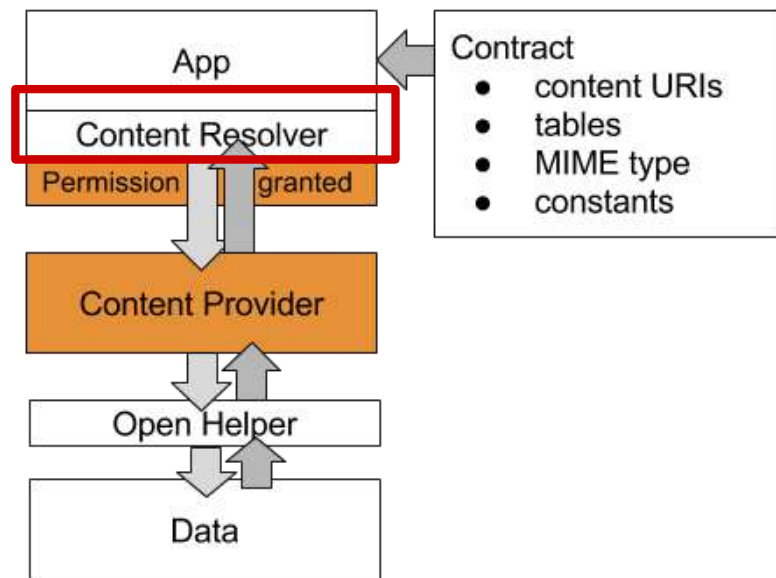 App
Content Resolver
Permission granted
Content Provider
Open Helper
Data
Contract
● content URIs
● tables
● MIME type
● constants